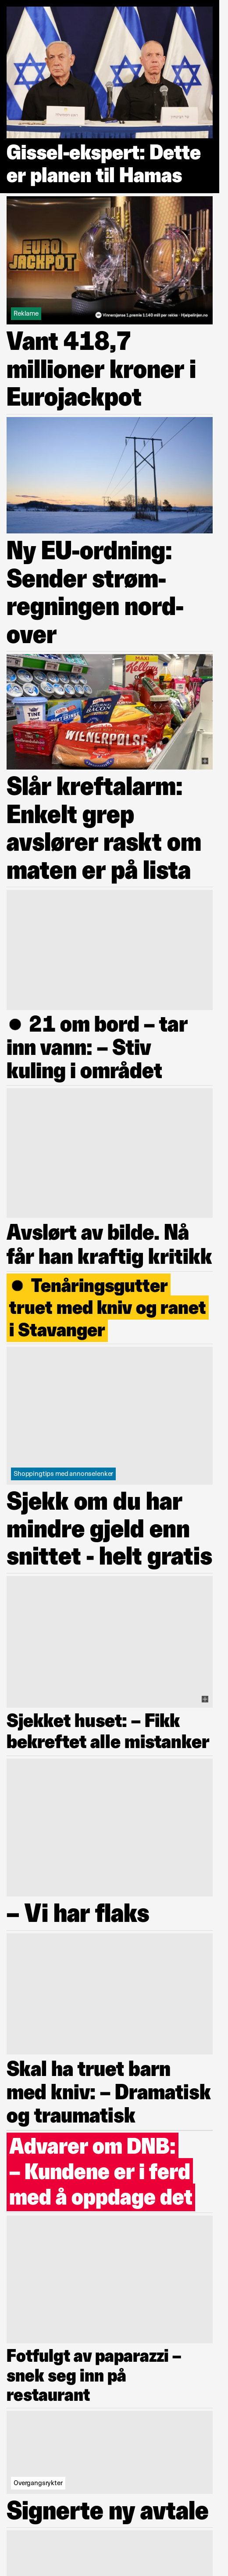 Gissel-ekspert: Dette
er planen til Hamas
EURO
JACKPOT
Reklame
Vinnersjanse 1.premie 1:140 mill per rekke - Hjelpelinjen.no
Vant 418,7
millioner kroner i
Eurojackpot
Ny EU-ordning:
Sender strøm-
regningen nord-
over
MAXI
Kellogg's
TINE
BACON
WIENERPØLSE
Slår kreftalarm:
Enkelt grep
avslører raskt om
maten er på lista
● 21 om bord – tar
inn vann: – Stiv
kuling i området
Avslørt av bilde. Nå
får han kraftig kritikk
● Tenåringsgutter
truet med kniv og ranet
i Stavanger
Shoppingtips med annonselenker
Sjekk om du har
mindre gjeld enn
snittet - helt gratis
Sjekket huset: – Fikk
bekreftet alle mistanker
– Vi har flaks
Skal ha truet barn
med kniv: – Dramatisk
og traumatisk
Advarer om DNB:
– Kundene er i ferd
med å oppdage det
Fotfulgt av paparazzi –
snek seg inn på
restaurant
Overgangsrykter
Signerte ny avtale